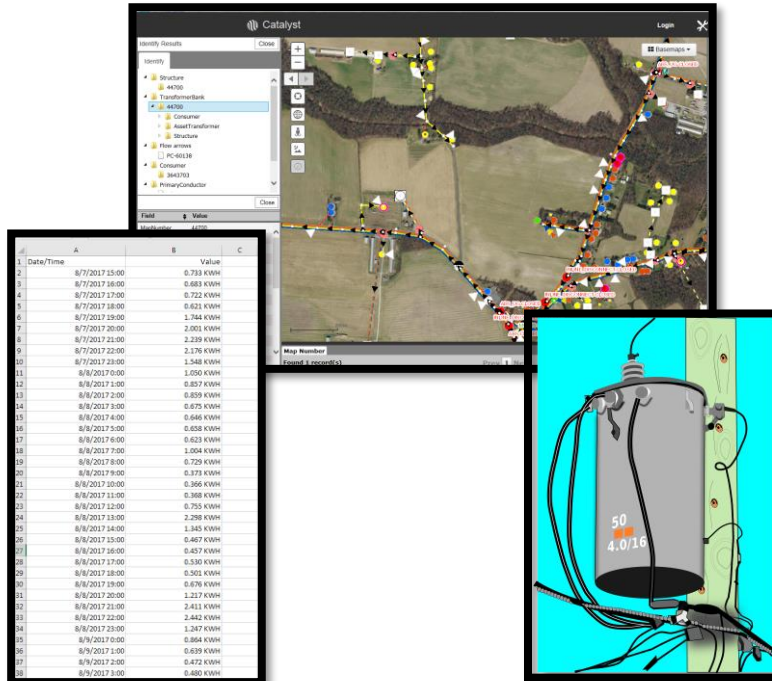 Catalyst
Login
Identify Results
Close
Basemaps
Identify
Structure
44700
TransformerBank
44700
Consumer
AssetTransformer
Structure
Flow arrows
PC-6013B
Consumer
3643703
PrimaryConductor
Close
Field Value
MapNumber 44700
Map Number
Found 1 record(s)
Prev 1
A B C
1 Date/Time Value
2 8/7/2017 15:00 0.733 KWH
3 8/7/2017 16:00 0.683 KWH
4 8/7/2017 17:00 0.722 KWH
5 8/7/2017 18:00 0.621 KWH
6 8/7/2017 19:00 1.744 KWH
7 8/7/2017 20:00 2.001 KWH
8 8/7/2017 21:00 2.239 KWH
9 8/7/2017 22:00 2.176 KWH
10 8/7/2017 23:00 1.548 KWH
11 8/8/2017 0:00 1.050 KWH
12 8/8/2017 1:00 0.857 KWH
13 8/8/2017 2:00 0.859 KWH
14 8/8/2017 3:00 0.675 KWH
15 8/8/2017 4:00 0.646 KWH
16 8/8/2017 5:00 0.658 KWH
17 8/8/2017 6:00 0.623 KWH
18 8/8/2017 7:00 1.004 KWH
19 8/8/2017 8:00 0.729 KWH
20 8/8/2017 9:00 0.373 KWH
21 8/8/2017 10:00 0.366 KWH
22 8/8/2017 11:00 0.368 KWH
23 8/8/2017 12:00 0.755 KWH
24 8/8/2017 13:00 2.298 KWH
25 8/8/2017 14:00 1.345 KWH
26 8/8/2017 15:00 0.467 KWH
27 8/8/2017 16:00 0.457 KWH
28 8/8/2017 17:00 0.530 KWH
29 8/8/2017 18:00 0.501 KWH
30 8/8/2017 19:00 0.676 KWH
31 8/8/2017 20:00 1.217 KWH
32 8/8/2017 21:00 2.411 KWH
33 8/8/2017 22:00 2.442 KWH
34 8/8/2017 23:00 1.247 KWH
35 8/9/2017 0:00 0.864 KWH
36 8/9/2017 1:00 0.639 KWH
37 8/9/2017 2:00 0.472 KWH
38 8/9/2017 3:00 0.480 KWH
50
4.0/16